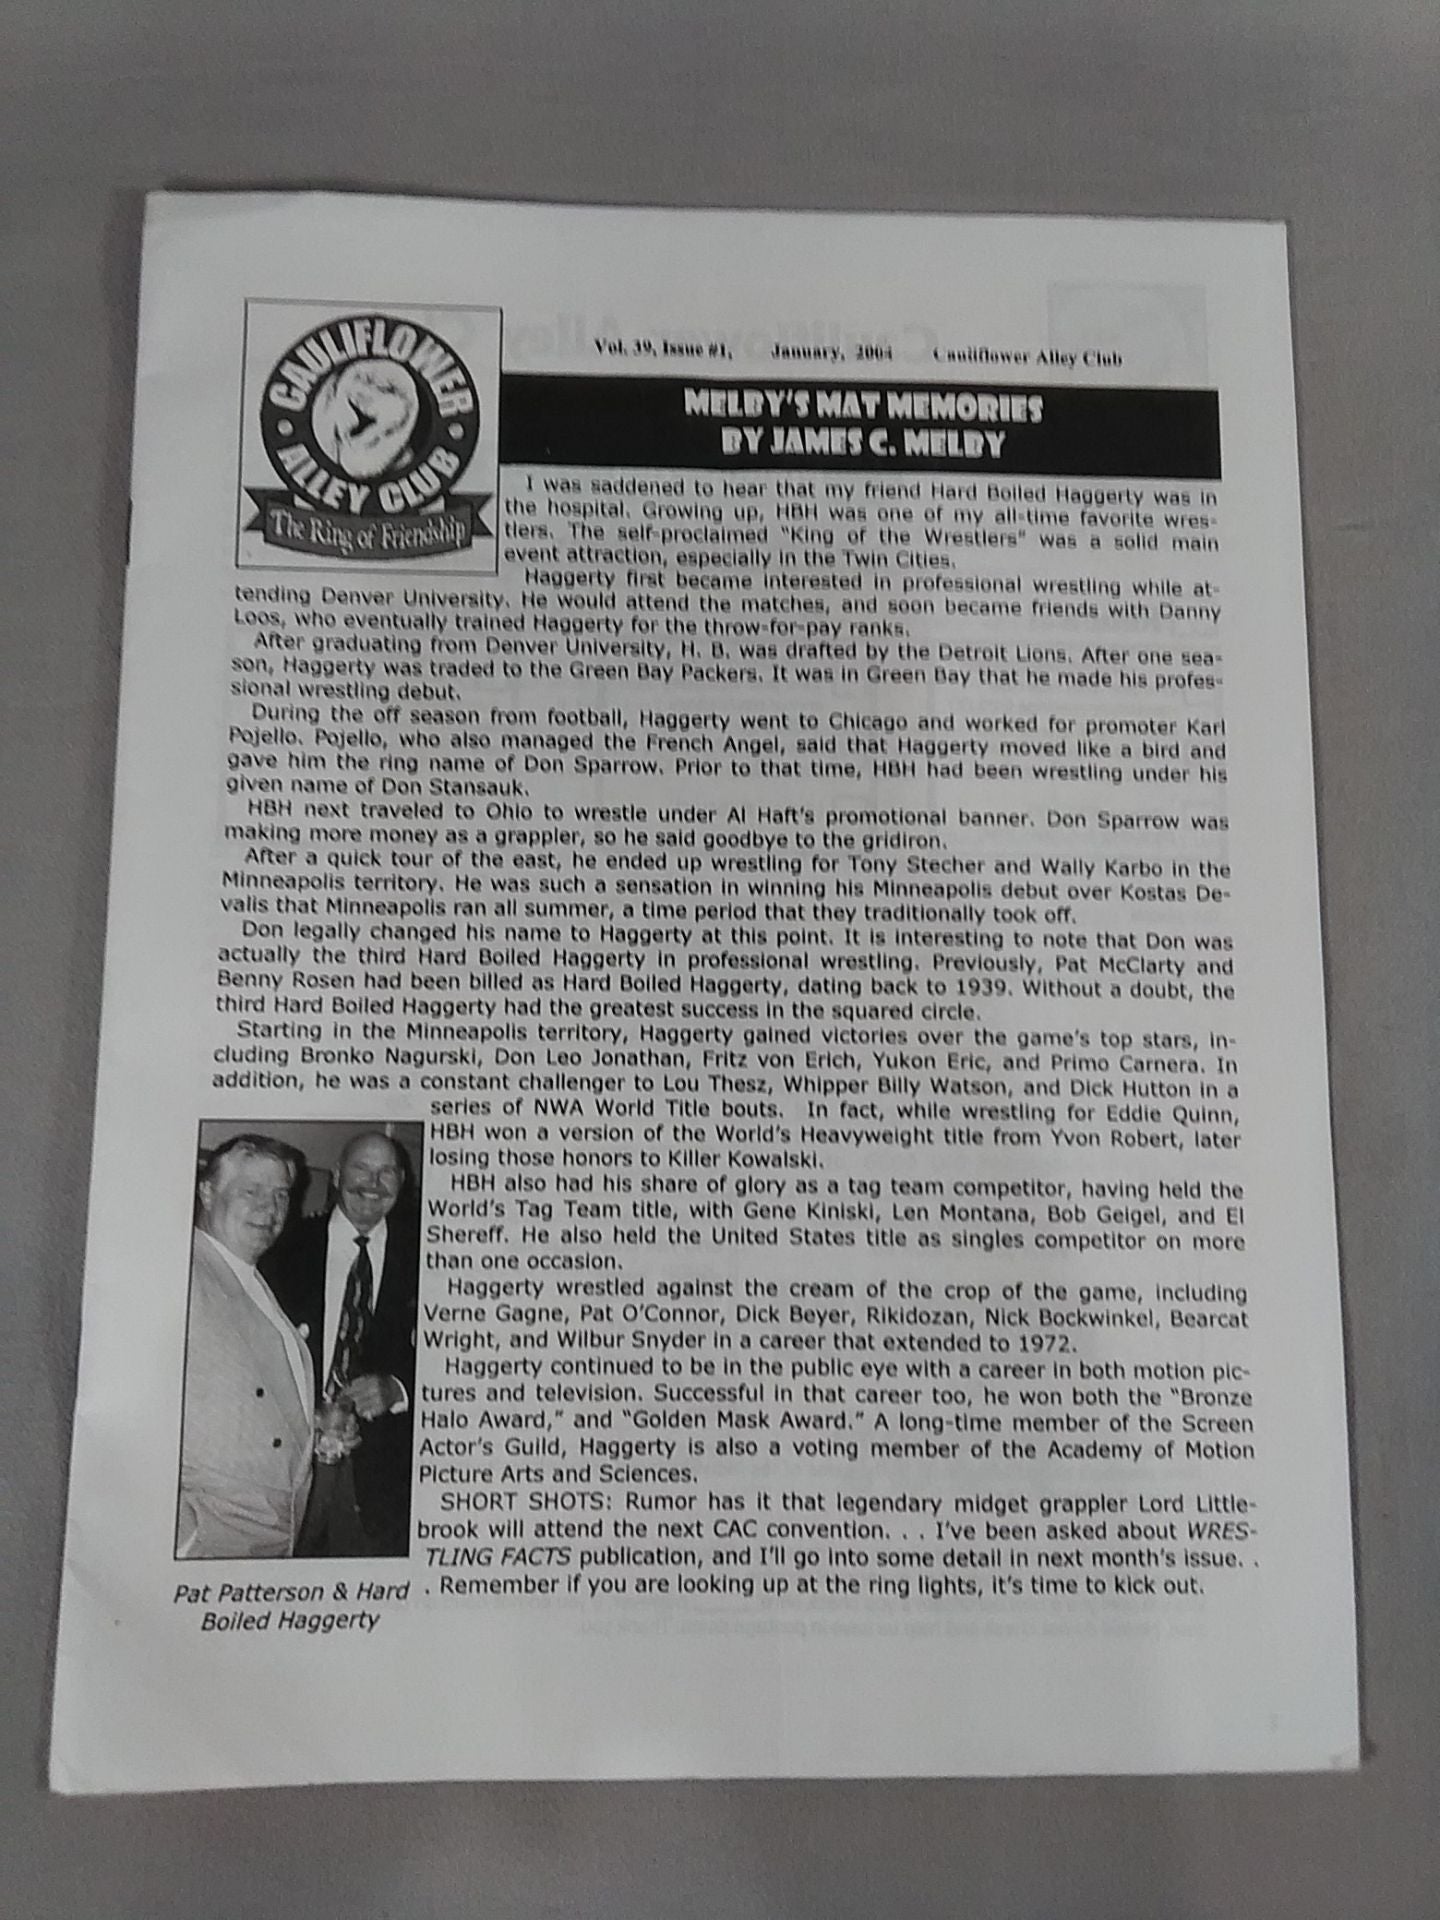 CAULIFLOWER
ALLEY CLUB
The Ring of Friendship
Vol. 39, Issue #1, January, 2004 Cauliflower Alley Club
MELBY'S MAT MEMORIES
BY JAMES C. MELBY
I was saddened to hear that my friend Hard Boiled Haggerty was in
the hospital. Growing up, HBH was one of my all-time favorite wres-
tlers. The self-proclaimed "King of the Wrestlers" was a solid main
event attraction, especially in the Twin Cities.
Haggerty first became interested in professional wrestling while at-
tending Denver University. He would attend the matches, and soon became friends with Danny
Loos, who eventually trained Haggerty for the throw-for-pay ranks.
After graduating from Denver University, H. B. was drafted by the Detroit Lions. After one sea-
son, Haggerty was traded to the Green Bay Packers. It was in Green Bay that he made his profes-
sional wrestling debut.
During the off season from football, Haggerty went to Chicago and worked for promoter Karl
Pojello. Pojello, who also managed the French Angel, said that Haggerty moved like a bird and
gave him the ring name of Don Sparrow. Prior to that time, HBH had been wrestling under his
given name of Don Stansauk.
HBH next traveled to Ohio to wrestle under Al Haft's promotional banner. Don Sparrow was
making more money as a grappler, so he said goodbye to the gridiron.
After a quick tour of the east, he ended up wrestling for Tony Stecher and Wally Karbo in the
Minneapolis territory. He was such a sensation in winning his Minneapolis debut over Kostas De-
valis that Minneapolis ran all summer, a time period that they traditionally took off.
Don legally changed his name to Haggerty at this point. It is interesting to note that Don was
actually the third Hard Boiled Haggerty in professional wrestling. Previously, Pat McClarty and
Benny Rosen had been billed as Hard Boiled Haggerty, dating back to 1939. Without a doubt, the
third Hard Boiled Haggerty had the greatest success in the squared circle.
Starting in the Minneapolis territory, Haggerty gained victories over the game's top stars, in-
cluding Bronko Nagurski, Don Leo Jonathan, Fritz von Erich, Yukon Eric, and Primo Carnera. In
addition, he was a constant challenger to Lou Thesz, Whipper Billy Watson, and Dick Hutton in a
series of NWA World Title bouts. In fact, while wrestling for Eddie Quinn,
HBH won a version of the World's Heavyweight title from Yvon Robert, later
losing those honors to Killer Kowalski.
HBH also had his share of glory as a tag team competitor, having held the
World's Tag Team title, with Gene Kiniski, Len Montana, Bob Geigel, and El
Shereff. He also held the United States title as singles competitor on more
than one occasion.
Haggerty wrestled against the cream of the crop of the game, including
Verne Gagne, Pat O'Connor, Dick Beyer, Rikidozan, Nick Bockwinkel, Bearcat
Wright, and Wilbur Snyder in a career that extended to 1972.
Haggerty continued to be in the public eye with a career in both motion pic-
tures and television. Successful in that career too, he won both the "Bronze
Halo Award," and "Golden Mask Award." A long-time member of the Screen
Actor's Guild, Haggerty is also a voting member of the Academy of Motion
Picture Arts and Sciences.
SHORT SHOTS: Rumor has it that legendary midget grappler Lord Little-
brook will attend the next CAC convention. . . I've been asked about WRES-
TLING FACTS publication, and I'll go into some detail in next month's issue. .
. Remember if you are looking up at the ring lights, it's time to kick out.
Pat Patterson & Hard
Boiled Haggerty